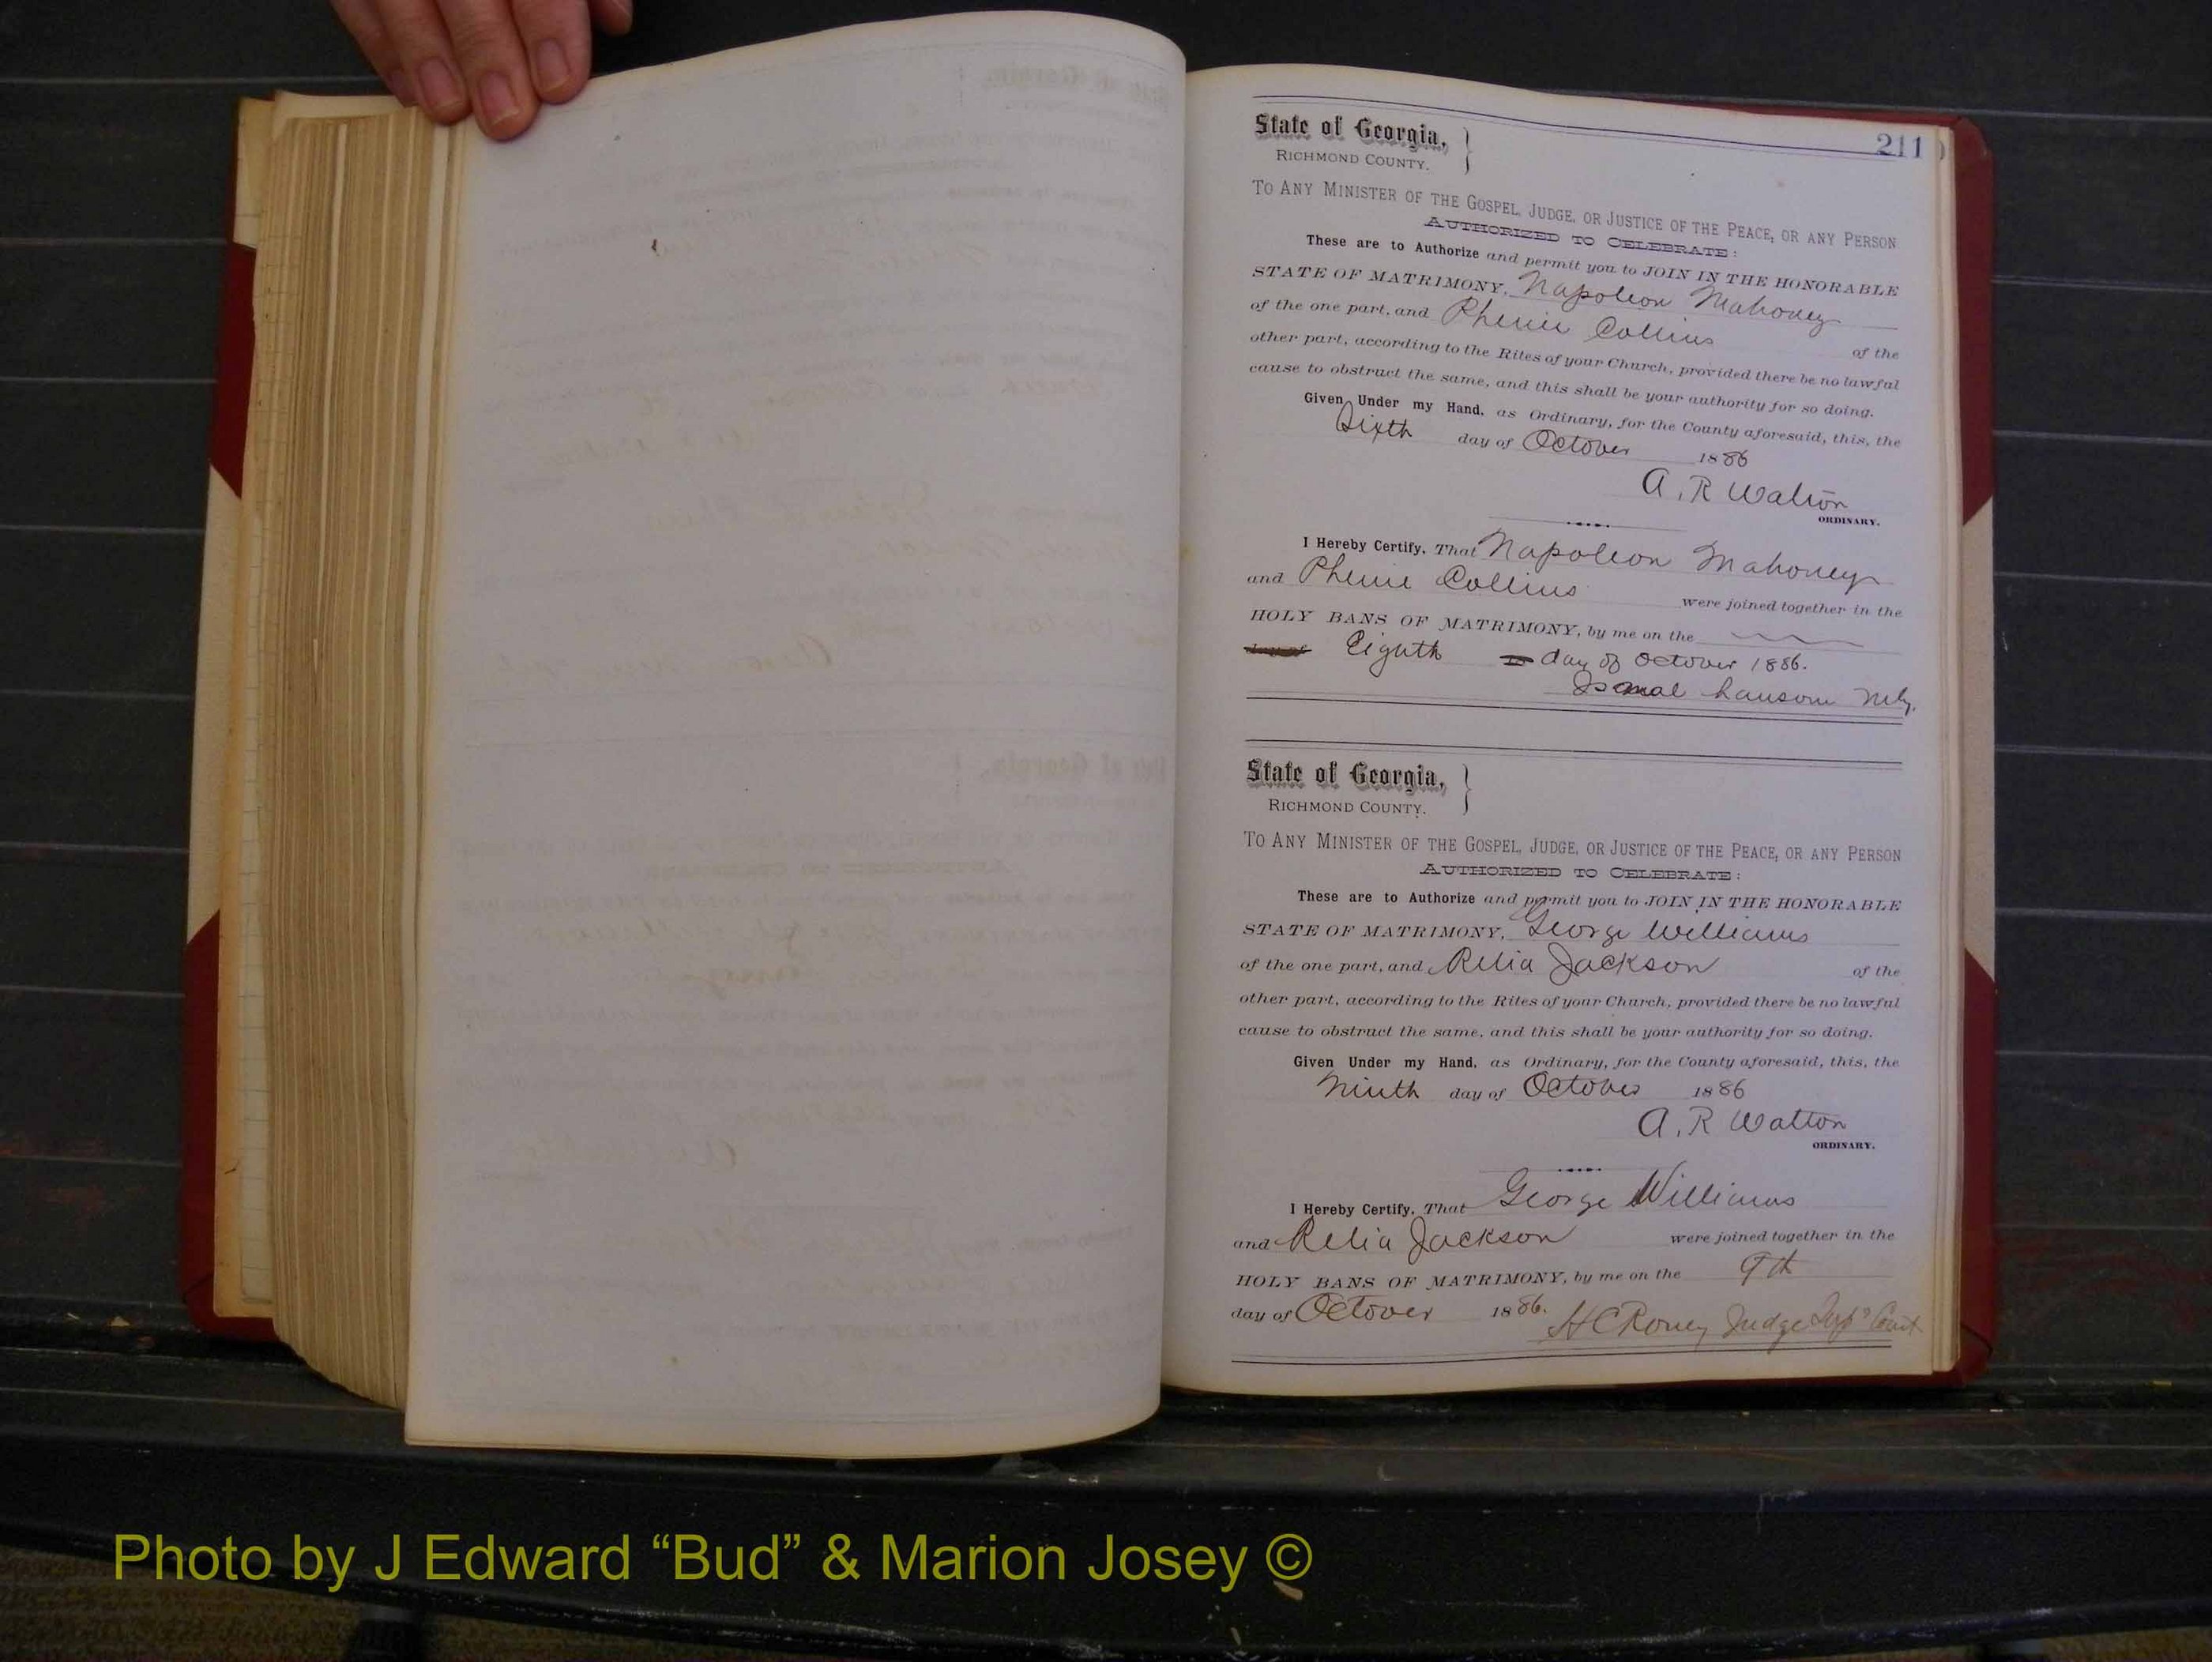 211
State of Georgia,
RICHMOND COUNTY.
TO ANY MINISTER OF THE GOSPEL, JUDGE, OR JUSTICE OF THE PEACE, OR ANY PERSON
AUTHORIZED TO CELEBRATE:
These are to Authorize and permit you to JOIN IN THE HONORABLE
STATE OF MATRIMONY, Napoleon Mahoney
of the one part, and Phenie Collins of the
other part, according to the Rites of your Church, provided there be no lawful
cause to obstruct the same, and this shall be your authority for so doing.
Given Under my Hand, as Ordinary, for the County aforesaid, this, the
Sixth day of October 1886
A. R Walton
ORDINARY.
I Hereby Certify, That Napoleon Mahoney
and Phenie Collins were joined together in the
HOLY BANS OF MATRIMONY, by me on the
Eighth day of October 1886.
State of Georgia,
RICHMOND COUNTY.
TO ANY MINISTER OF THE GOSPEL, JUDGE, OR JUSTICE OF THE PEACE, OR ANY PERSON
AUTHORIZED TO CELEBRATE:
These are to Authorize and permit you to JOIN IN THE HONORABLE
STATE OF MATRIMONY, George Williams
of the one part, and Relia Jackson of the
other part, according to the Rites of your Church, provided there be no lawful
cause to obstruct the same, and this shall be your authority for so doing.
Given Under my Hand, as Ordinary, for the County aforesaid, this, the
Ninth day of October 1886
A. R Walton
ORDINARY.
I Hereby Certify, That George Williams
and Relia Jackson were joined together in the
HOLY BANS OF MATRIMONY, by me on the 9th
day of October 1886. H C Roney Judge Supr Court
Photo by J Edward “Bud” & Marion Josey ©